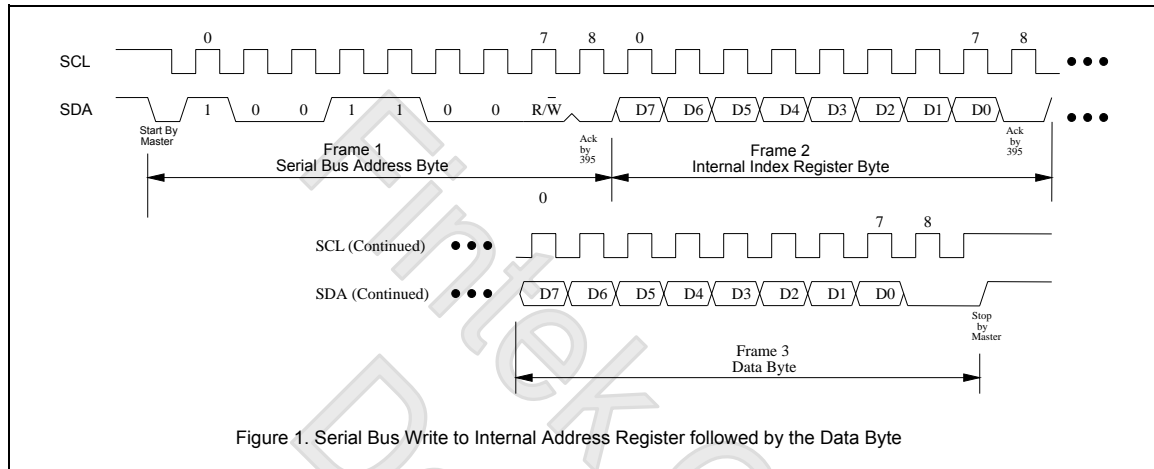 0 7 8 0 7 8
SCL
SDA 1 0 0 1 1 0 0 R/W̅ D7 D6 D5 D4 D3 D2 D1 D0
Start By
Master
Ack
by
395
Ack
by
395
Frame 1
Serial Bus Address Byte
Frame 2
Internal Index Register Byte
0
7 8
SCL (Continued)
SDA (Continued) D7 D6 D5 D4 D3 D2 D1 D0
Stop
by
Master
Frame 3
Data Byte
Figure 1. Serial Bus Write to Internal Address Register followed by the Data Byte
Fintek